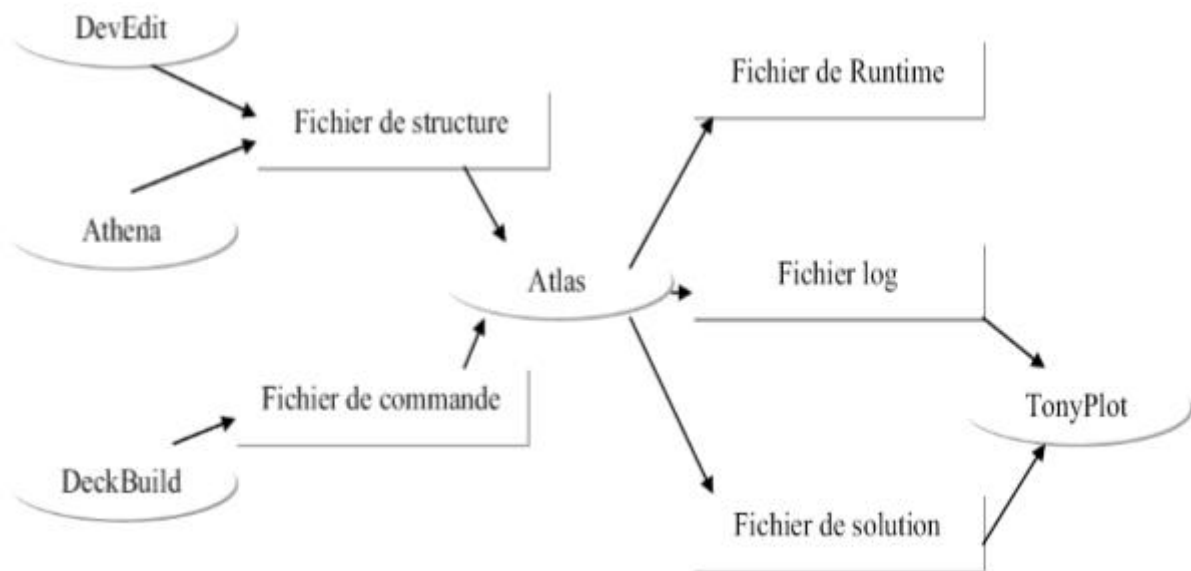 DevEdit
Fichier de Runtime
Fichier de structure
Athena
Atlas
Fichier log
Fichier de commande
TonyPlot
DeckBuild
Fichier de solution